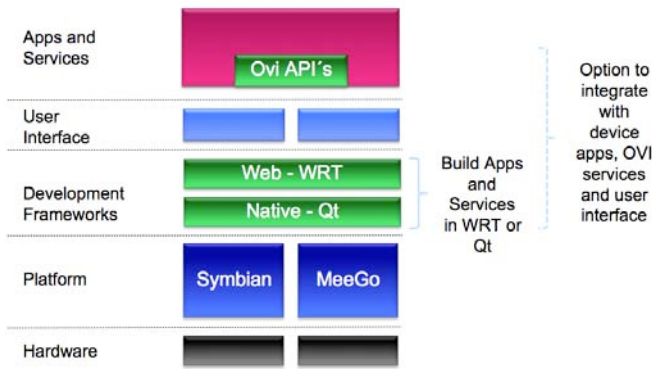 Apps and
Services
Ovi API´s
User
Interface
Development
Frameworks
Web - WRT
Native - Qt
Platform
Symbian
MeeGo
Hardware
Build Apps
and
Services
in WRT or
Qt
Option to
integrate
with
device
apps, OVI
services
and user
interface